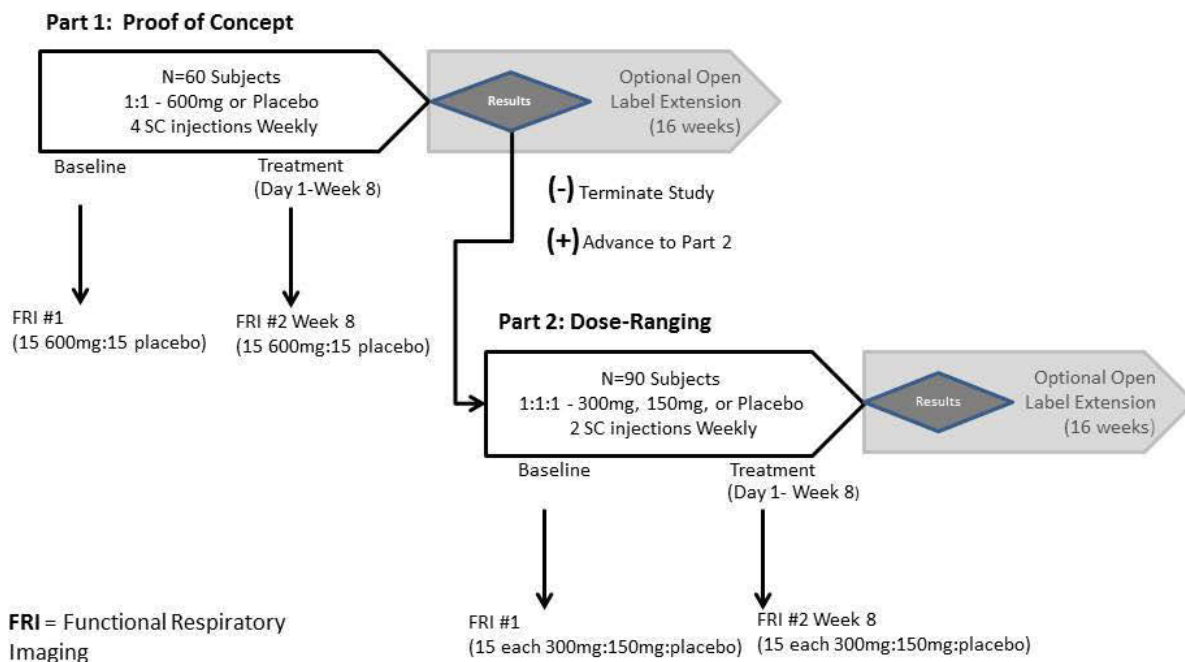 Part 1: Proof of Concept
N=60 Subjects
1:1 - 600mg or Placebo
4 SC injections Weekly
Results
Optional Open
Label Extension
(16 weeks)
Baseline
Treatment
(Day 1-Week 8)
(-) Terminate Study
(+) Advance to Part 2
FRI #1
(15 600mg:15 placebo)
FRI #2 Week 8
(15 600mg:15 placebo)
Part 2: Dose-Ranging
N=90 Subjects
1:1:1 - 300mg, 150mg, or Placebo
2 SC injections Weekly
Results
Optional Open
Label Extension
(16 weeks)
Baseline
Treatment
(Day 1- Week 8)
FRI #1
(15 each 300mg:150mg:placebo)
FRI #2 Week 8
(15 each 300mg:150mg:placebo)
FRI = Functional Respiratory
Imaging